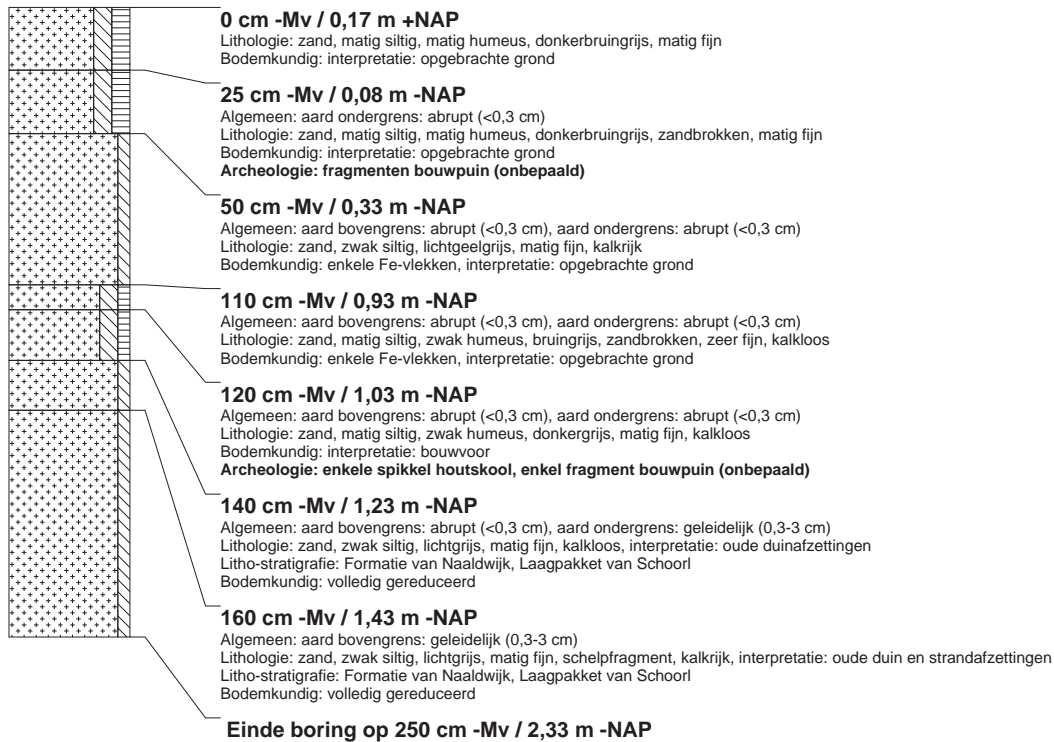 0 cm -Mv / 0,17 m +NAP
Lithologie: zand, matig siltig, matig humeus, donkerbruingrijs, matig fijn
Bodemkundig: interpretatie: opgebrachte grond
25 cm -Mv / 0,08 m -NAP
Algemeen: aard ondergrens: abrupt (<0,3 cm)
Lithologie: zand, matig siltig, matig humeus, donkerbruingrijs, zandbrokken, matig fijn
Bodemkundig: interpretatie: opgebrachte grond
Archeologie: fragmenten bouwpuin (onbepaald)
50 cm -Mv / 0,33 m -NAP
Algemeen: aard bovengrens: abrupt (<0,3 cm), aard ondergrens: abrupt (<0,3 cm)
Lithologie: zand, zwak siltig, lichtgeelgrijs, matig fijn, kalkrijk
Bodemkundig: enkele Fe-vlekken, interpretatie: opgebrachte grond
110 cm -Mv / 0,93 m -NAP
Algemeen: aard bovengrens: abrupt (<0,3 cm), aard ondergrens: abrupt (<0,3 cm)
Lithologie: zand, matig siltig, zwak humeus, bruingrijs, zandbrokken, zeer fijn, kalkloos
Bodemkundig: enkele Fe-vlekken, interpretatie: opgebrachte grond
120 cm -Mv / 1,03 m -NAP
Algemeen: aard bovengrens: abrupt (<0,3 cm), aard ondergrens: abrupt (<0,3 cm)
Lithologie: zand, matig siltig, zwak humeus, donkergrijs, matig fijn, kalkloos
Bodemkundig: interpretatie: bouwvoor
Archeologie: enkele spikkel houtskool, enkel fragment bouwpuin (onbepaald)
140 cm -Mv / 1,23 m -NAP
Algemeen: aard bovengrens: abrupt (<0,3 cm), aard ondergrens: geleidelijk (0,3-3 cm)
Lithologie: zand, zwak siltig, lichtgrijs, matig fijn, kalkloos, interpretatie: oude duinafzettingen
Litho-stratigrafie: Formatie van Naaldwijk, Laagpakket van Schoorl
Bodemkundig: volledig gereduceerd
160 cm -Mv / 1,43 m -NAP
Algemeen: aard bovengrens: geleidelijk (0,3-3 cm)
Lithologie: zand, zwak siltig, lichtgrijs, matig fijn, schelpfragment, kalkrijk, interpretatie: oude duin en strandafzettingen
Litho-stratigrafie: Formatie van Naaldwijk, Laagpakket van Schoorl
Bodemkundig: volledig gereduceerd
Einde boring op 250 cm -Mv / 2,33 m -NAP